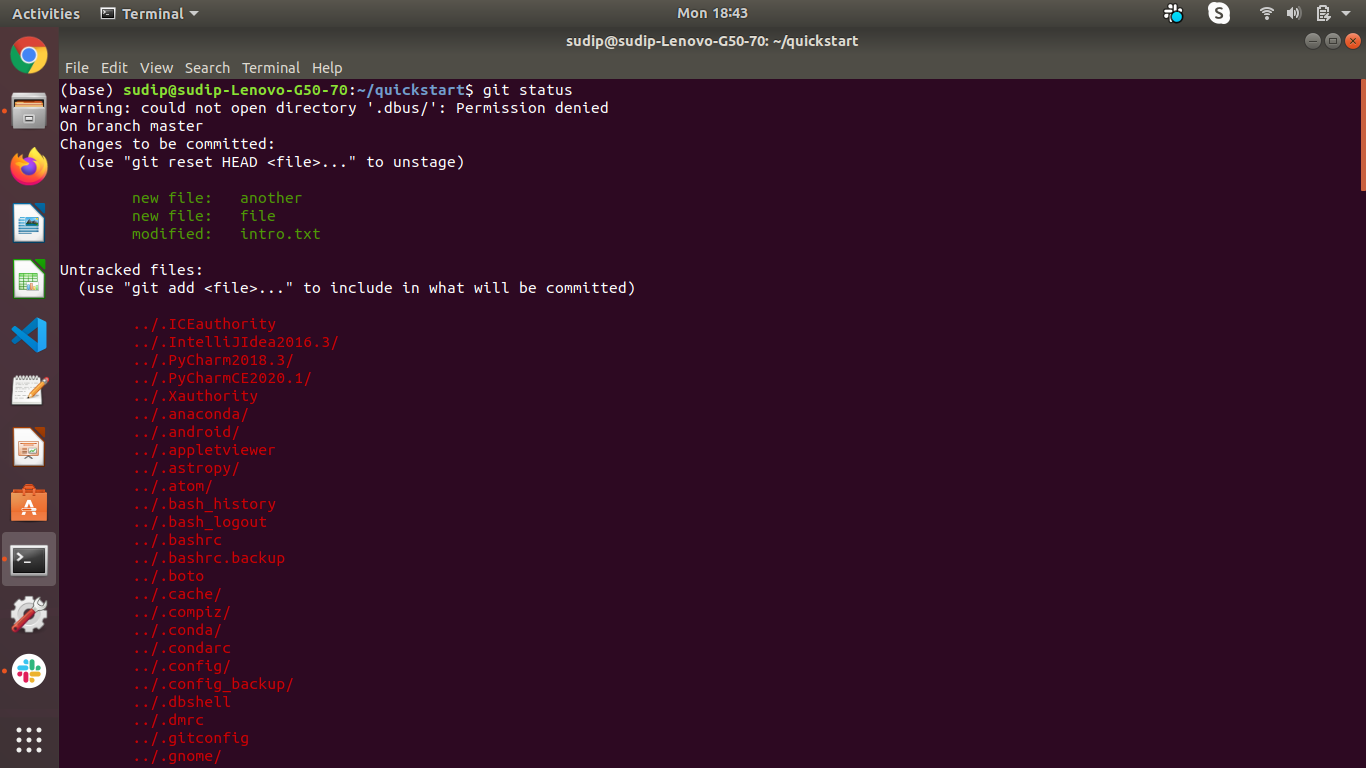 Activities Terminal Mon 18:43
sudip@sudip-Lenovo-G50-70: ~/quickstart
File Edit View Search Terminal Help
(base) sudip@sudip-Lenovo-G50-70:~/quickstart$ git status
warning: could not open directory '.dbus/': Permission denied
On branch master
Changes to be committed:
  (use "git reset HEAD <file>..." to unstage)
new file:   another
new file:   file
modified:   intro.txt
Untracked files:
  (use "git add <file>..." to include in what will be committed)
../.ICEauthority
../.IntelliJIdea2016.3/
../.PyCharm2018.3/
../.PyCharmCE2020.1/
../.Xauthority
../.anaconda/
../.android/
../.appletviewer
../.astropy/
../.atom/
../.bash_history
../.bash_logout
../.bashrc
../.bashrc.backup
../.boto
../.cache/
../.compiz/
../.conda/
../.condarc
../.config/
../.config_backup/
../.dbshell
../.dmrc
../.gitconfig
../.gnome/